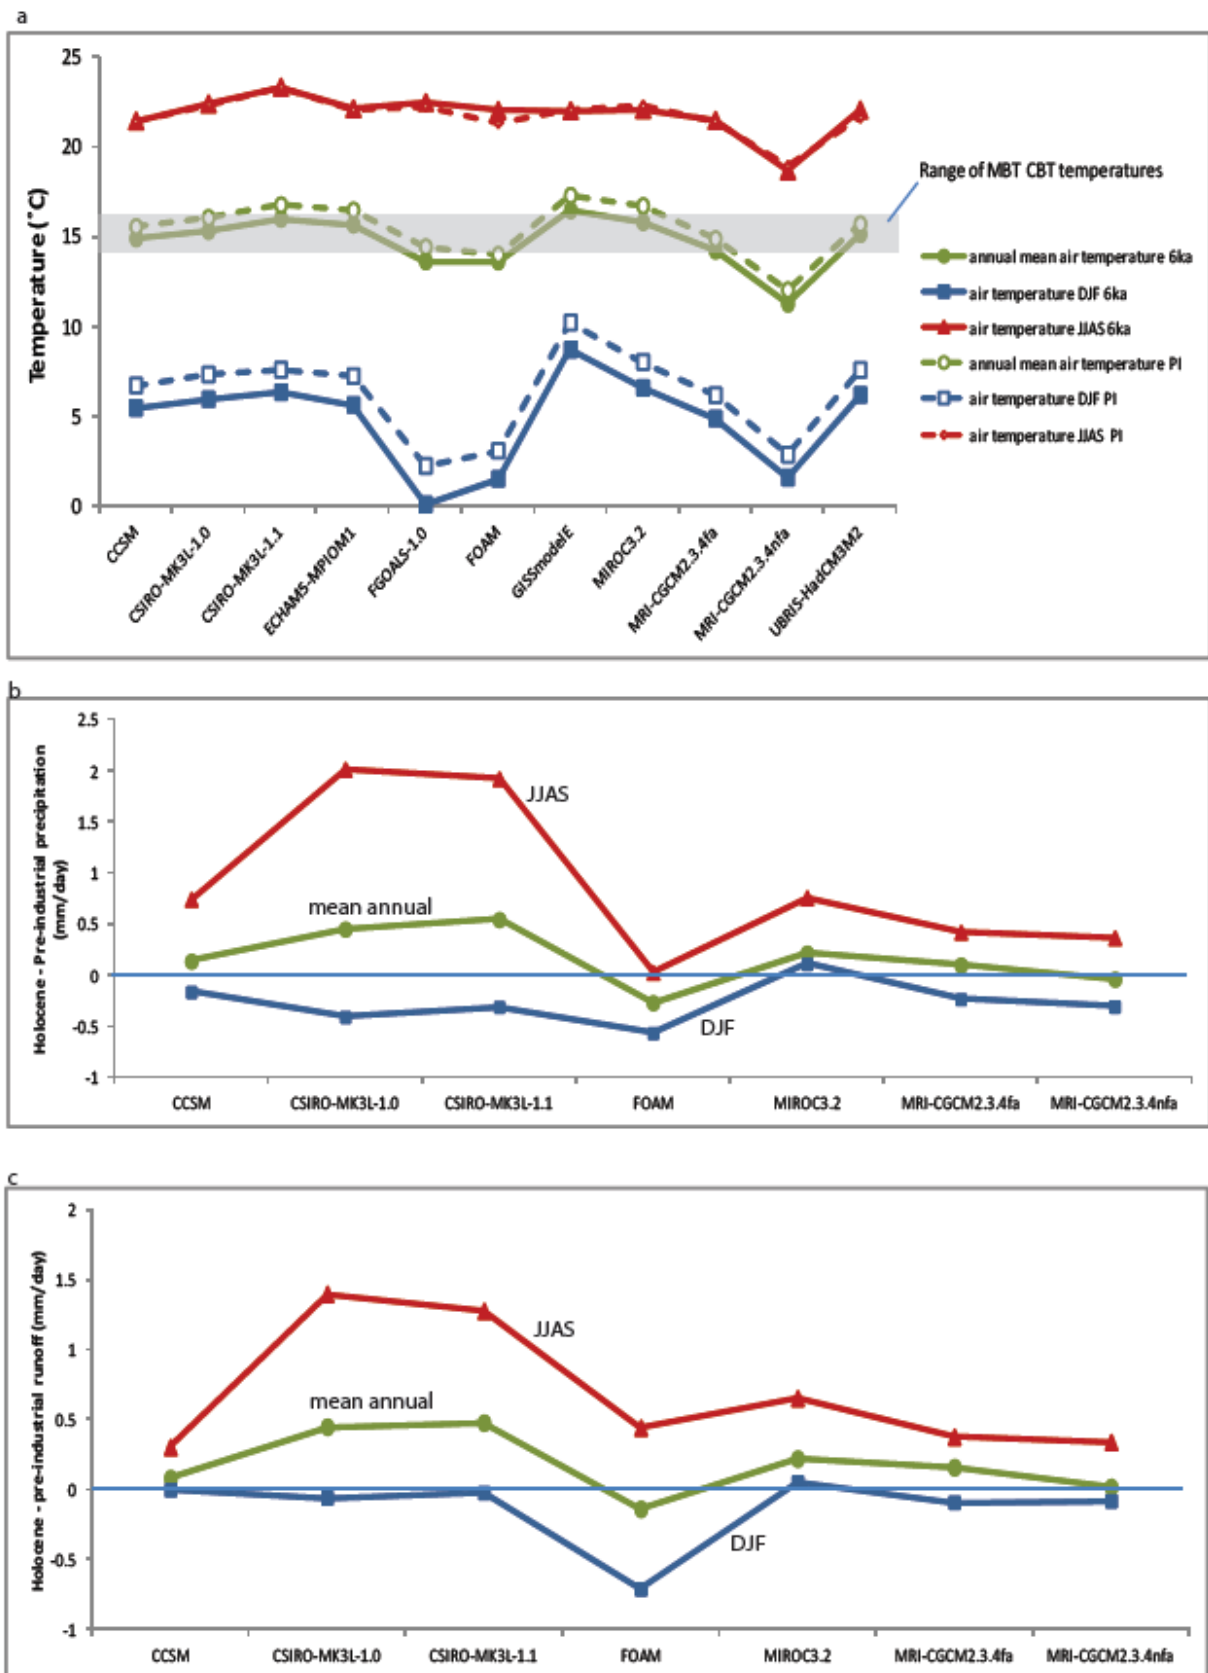 a
25
20
15
10
5
0
Temperature (˚C)
Range of MBT CBT temperatures
annual mean air temperature 6ka
air temperature DJF 6ka
air temperature JJAS 6ka
annual mean air temperature PI
air temperature DJF PI
air temperature JJAS PI
CCSM
CSIRO-MK3L-1.0
CSIRO-MK3L-1.1
ECHAM5-MPIOM1
FGOALS-1.0
FOAM
GISSmodelE
MIROC3.2
MRI-CGCM2.3.4fa
MRI-CGCM2.3.4nfa
UBRIS-HadCM3M2
b
2.5
2
1.5
1
0.5
0
-0.5
-1
Holocene - Pre-industrial precipitation
(mm/day)
JJAS
mean annual
DJF
CCSM CSIRO-MK3L-1.0 CSIRO-MK3L-1.1 FOAM MIROC3.2 MRI-CGCM2.3.4fa MRI-CGCM2.3.4nfa
c
2
1.5
1
0.5
0
-0.5
-1
Holocene - pre-industrial runoff (mm/day)
JJAS
mean annual
DJF
CCSM CSIRO-MK3L-1.0 CSIRO-MK3L-1.1 FOAM MIROC3.2 MRI-CGCM2.3.4fa MRI-CGCM2.3.4nfa